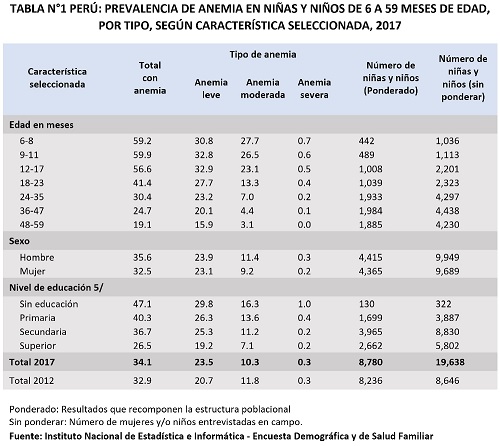 TABLA N°1 PERÚ: PREVALENCIA DE ANEMIA EN NIÑAS Y NIÑOS DE 6 A 59 MESES DE EDAD,
POR TIPO, SEGÚN CARACTERÍSTICA SELECCIONADA, 2017
Característica seleccionada Total con anemia Tipo de anemia Número de niñas y niños (Ponderado) Número de niñas y niños (sin ponderar)
Anemia leve Anemia moderada Anemia severa
Edad en meses
6-8 59.2 30.8 27.7 0.7 442 1,036
9-11 59.9 32.8 26.5 0.6 489 1,113
12-17 56.6 32.9 23.1 0.5 1,008 2,201
18-23 41.4 27.7 13.3 0.4 1,039 2,323
24-35 30.4 23.2 7.0 0.2 1,933 4,297
36-47 24.7 20.1 4.4 0.1 1,984 4,438
48-59 19.1 15.9 3.1 0.0 1,885 4,230
Sexo
Hombre 35.6 23.9 11.4 0.3 4,415 9,949
Mujer 32.5 23.1 9.2 0.2 4,365 9,689
Nivel de educación 5/
Sin educación 47.1 29.8 16.3 1.0 130 322
Primaria 40.3 26.3 13.6 0.4 1,699 3,887
Secundaria 36.7 25.3 11.2 0.2 3,965 8,830
Superior 26.5 19.2 7.1 0.2 2,662 5,802
Total 2017 34.1 23.5 10.3 0.3 8,780 19,638
Total 2012 32.9 20.7 11.8 0.3 8,236 8,646
Ponderado: Resultados que recomponen la estructura poblacional
Sin ponderar: Número de mujeres y/o niños entrevistadas en campo.
Fuente: Instituto Nacional de Estadística e Informática - Encuesta Demográfica y de Salud Familiar